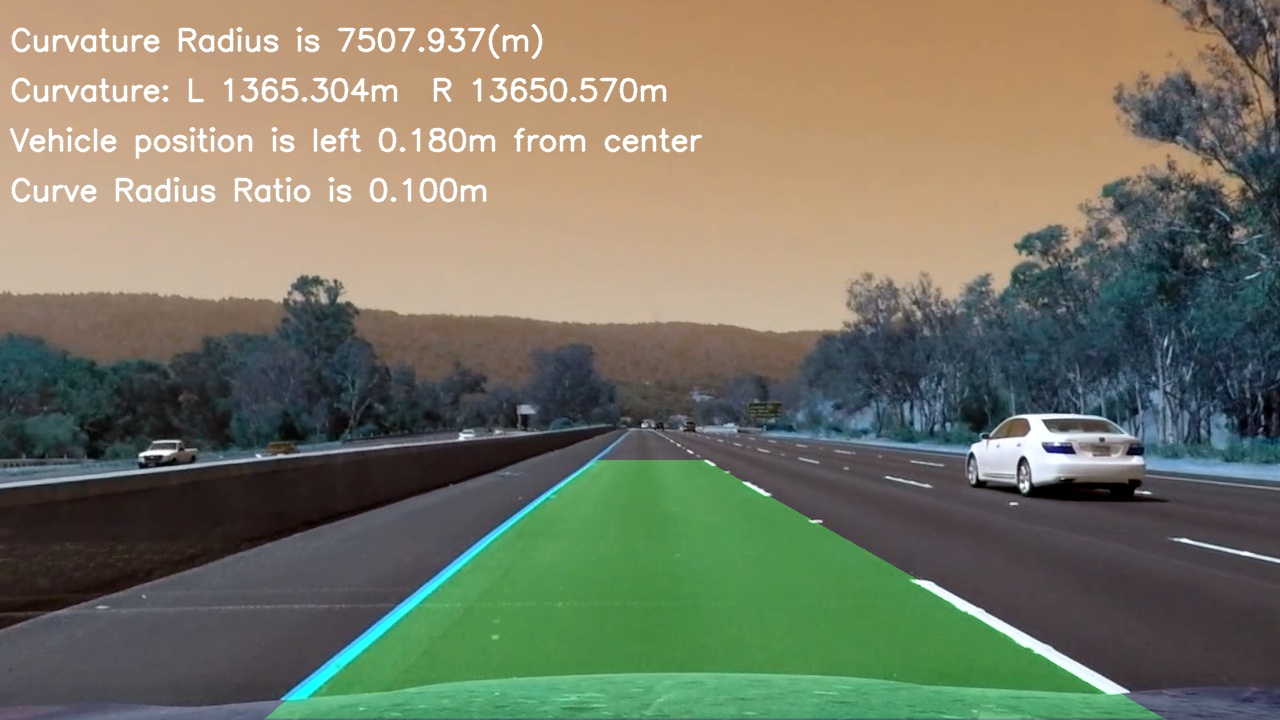 Curvature Radius is 7507.937(m)
Curvature: L 1365.304m R 13650.570m
Vehicle position is left 0.180m from center
Curve Radius Ratio is 0.100m